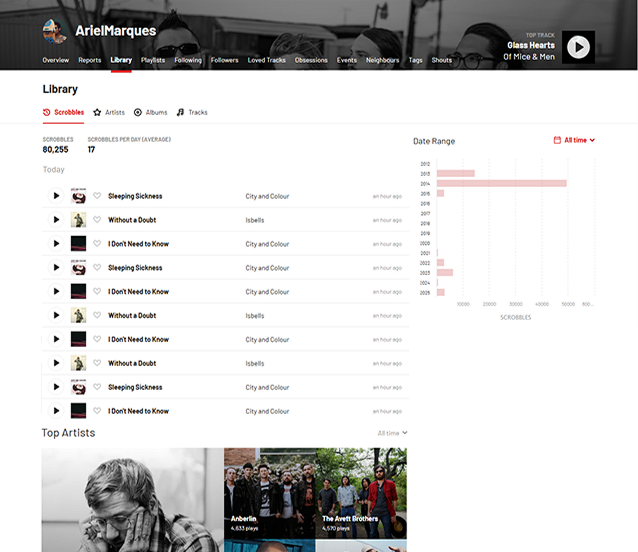 ArielMarques
TOP TRACK
Glass Hearts
Of Mice & Men
Overview Reports Library Playlists Following Followers Loved Tracks Obsessions Events Neighbours Tags Shouts
Library
Scrobbles Artists Albums Tracks
SCROBBLES SCROBBLES PER DAY (AVERAGE)
80,255 17
Date Range All time
Today
Sleeping Sickness City and Colour an hour ago
Without a Doubt Isbells an hour ago
I Don't Need to Know City and Colour an hour ago
Sleeping Sickness City and Colour an hour ago
I Don't Need to Know City and Colour an hour ago
Without a Doubt Isbells an hour ago
I Don't Need to Know City and Colour an hour ago
Without a Doubt Isbells an hour ago
Sleeping Sickness City and Colour an hour ago
I Don't Need to Know City and Colour an hour ago
2012
2013
2014
2015
2016
2017
2018
2019
2020
2021
2022
2023
2024
2025
10000 20000 30000 40000 50000 600...
SCROBBLES
Top Artists All time
Anberlin
4,633 plays
The Avett Brothers
4,570 plays